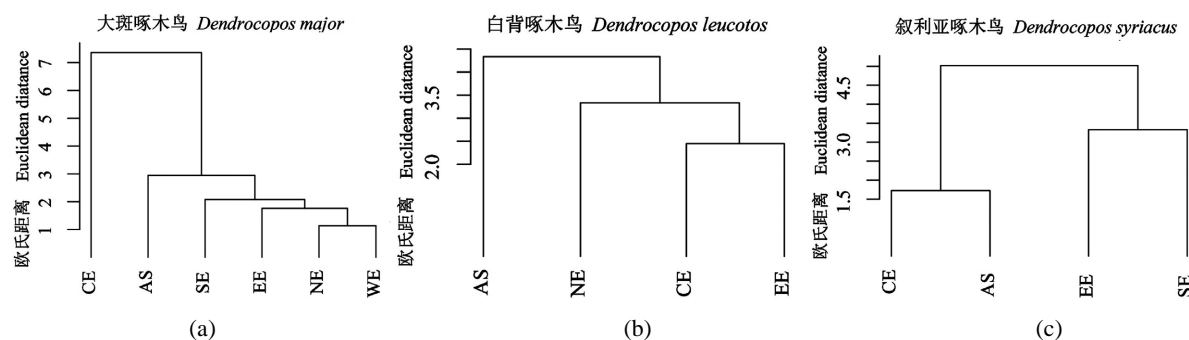 大斑啄木鸟 Dendrocopos major
欧氏距离 Euclidean diatance
7
6
5
4
3
2
1
CE AS SE EE NE WE
(a)
白背啄木鸟 Dendrocopos leucotos
欧氏距离 Euclidean diatance
3.5
2.0
AS NE CE EE
(b)
叙利亚啄木鸟 Dendrocopos syriacus
欧氏距离 Euclidean diatance
4.5
3.0
1.5
CE AS EE SE
(c)